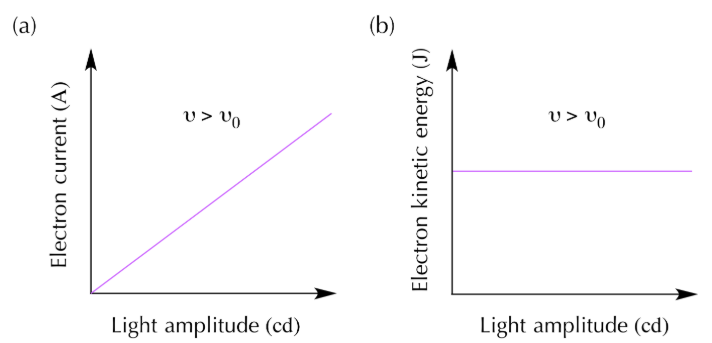 (a)
Electron current (A)
υ > υ₀
Light amplitude (cd)
(b)
Electron kinetic energy (J)
υ > υ₀
Light amplitude (cd)